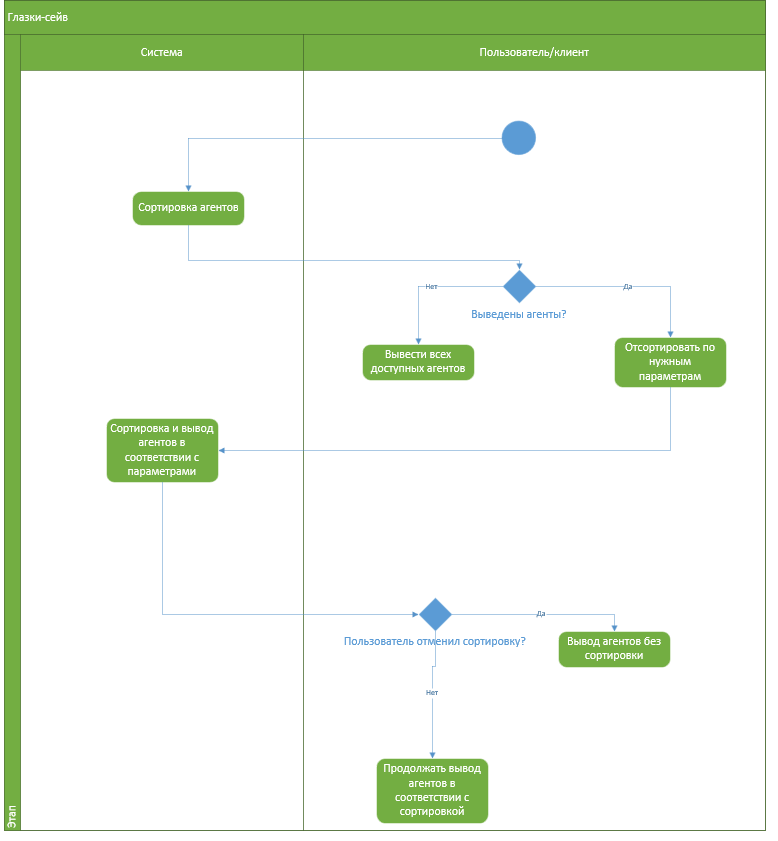 Глазки-сейв
Система
Пользователь/клиент
Сортировка агентов
Нет
Да
Выведены агенты?
Вывести всех
доступных агентов
Отсортировать по
нужным
параметрам
Сортировка и вывод
агентов в
соответствии с
параметрами
Да
Пользователь отменил сортировку?
Вывод агентов без
сортировки
Нет
Продолжать вывод
агентов в
соответствии с
сортировкой
Этап